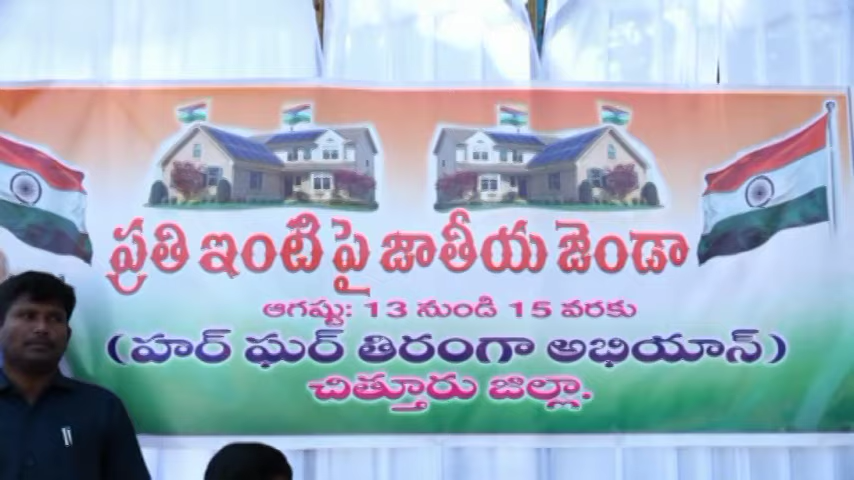 ప్రతి ఇంటి పై జాతీయ జెండా
ఆగష్టు: 13 నుండి 15 వరకు
(హర్ ఘర్ తిరంగా అభియాన్)
చిత్తూరు జిల్లా.